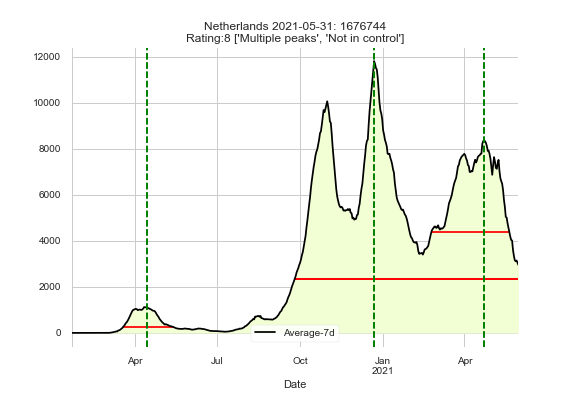 Netherlands 2021-05-31: 1676744
Rating:8 ['Multiple peaks', 'Not in control']
12000
10000
8000
6000
4000
2000
0
Average-7d
Apr
Jul
Oct
Jan
2021
Apr
Date